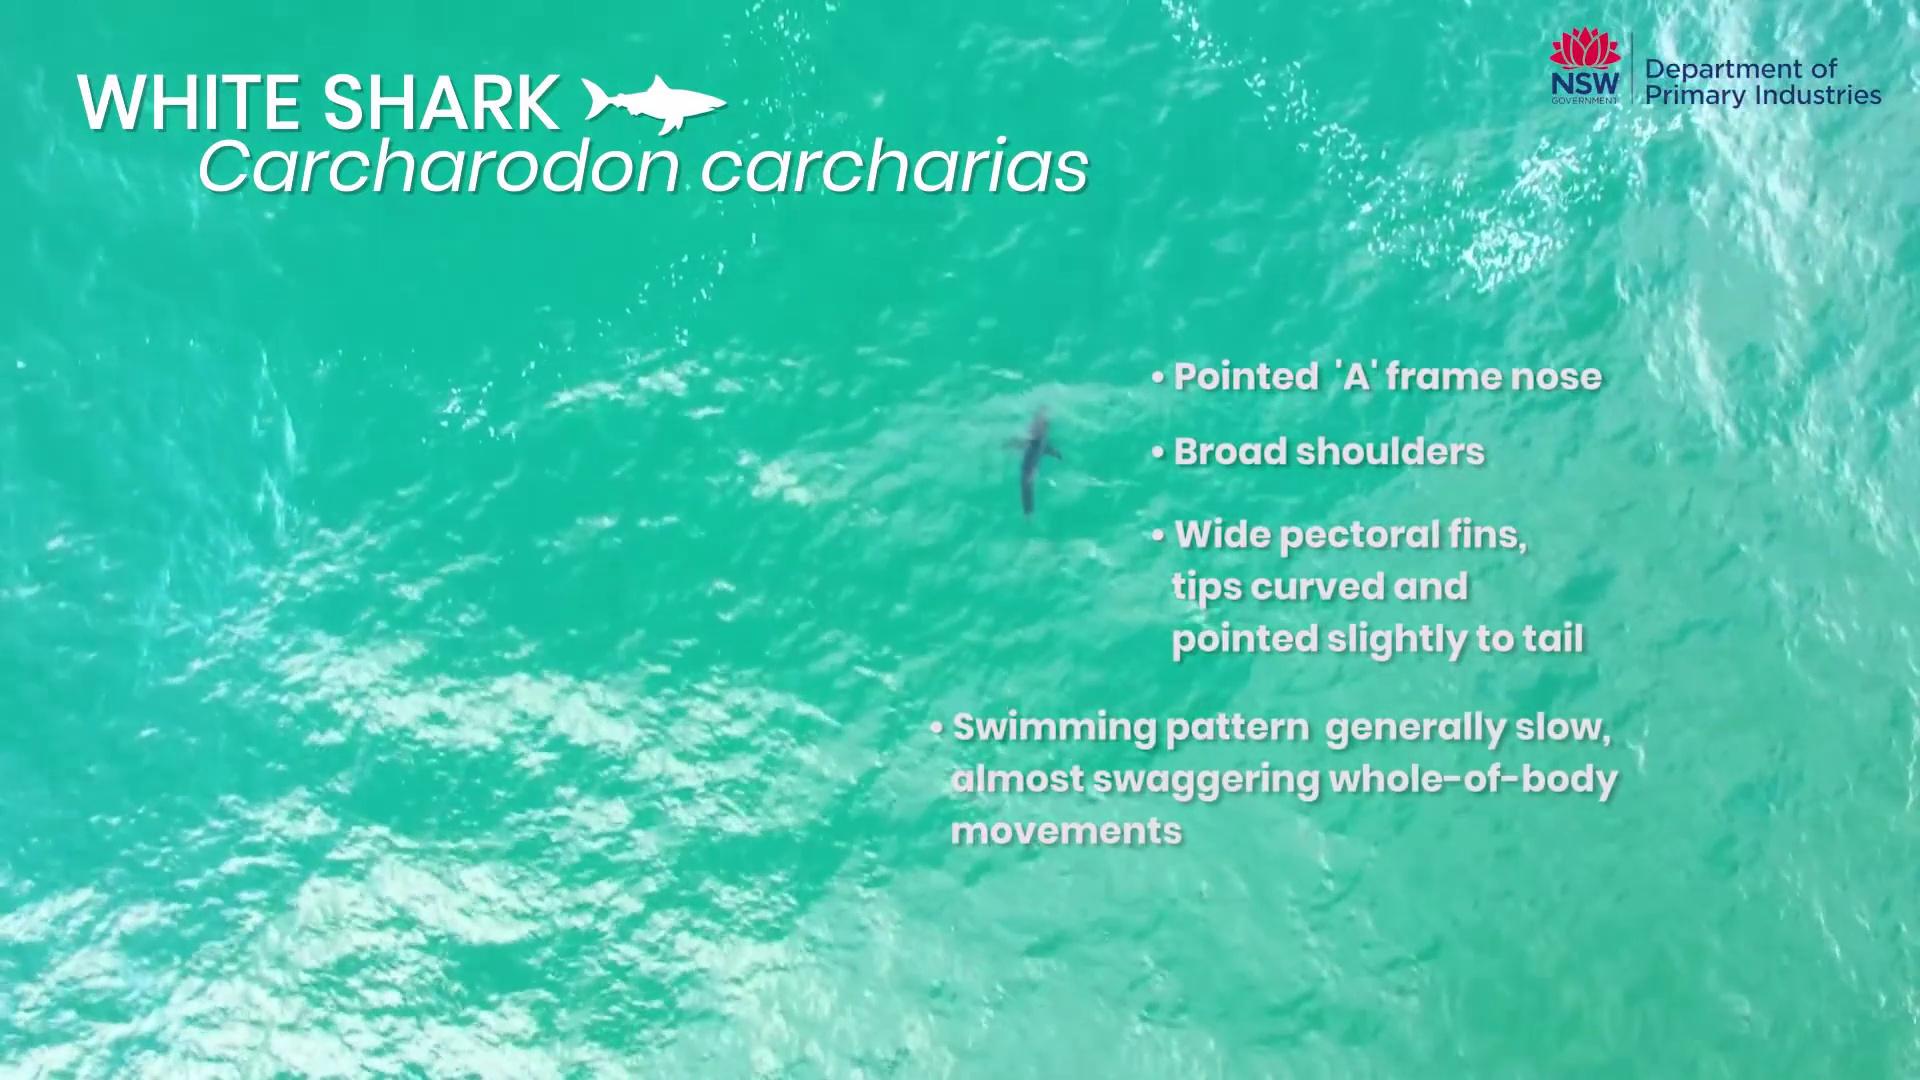 WHITE SHARK
Carcharodon carcharias
NSW
GOVERNMENT
Department of
Primary Industries
• Pointed 'A' frame nose
• Broad shoulders
• Wide pectoral fins,
tips curved and
pointed slightly to tail
• Swimming pattern generally slow,
almost swaggering whole-of-body
movements